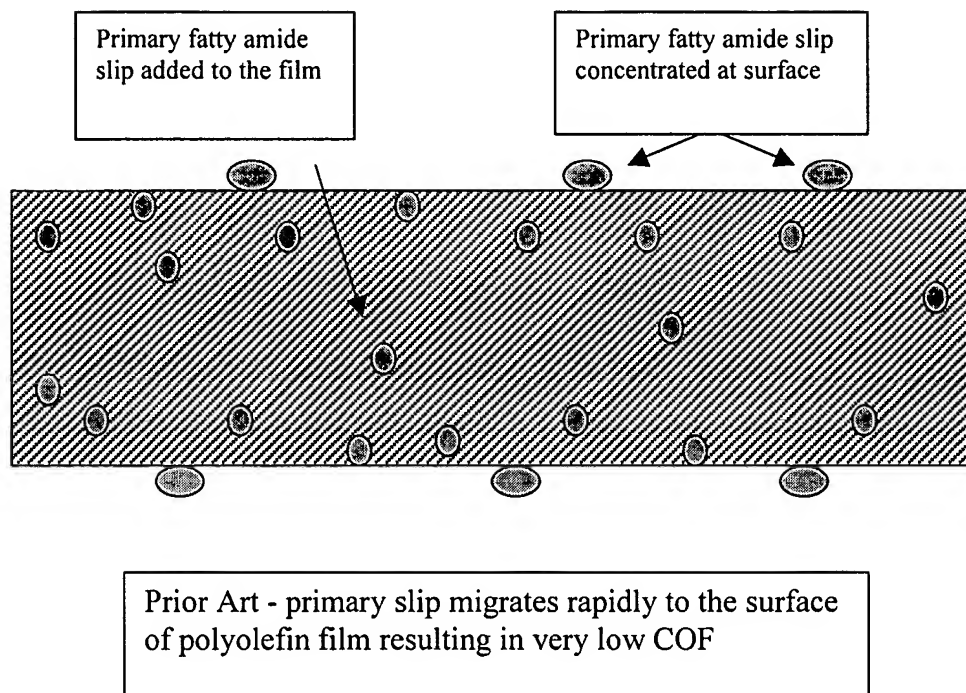 Primary fatty amide
slip added to the film
Primary fatty amide slip
concentrated at surface
Prior Art - primary slip migrates rapidly to the surface
of polyolefin film resulting in very low COF